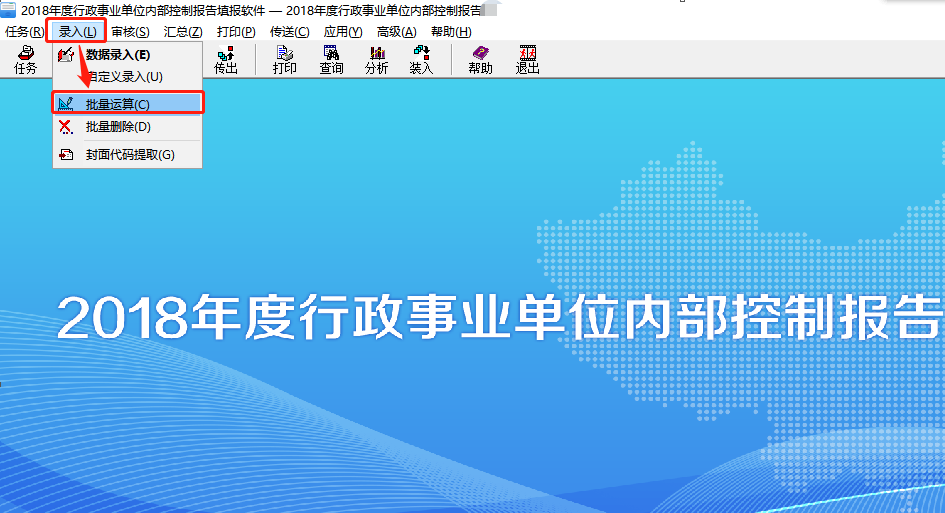 2018年度行政事业单位内部控制报告填报软件 — 2018年度行政事业单位内部控制报告
任务(R) 录入(L) 审核(S) 汇总(Z) 打印(P) 传送(C) 应用(Y) 高级(A) 帮助(H)
任务 传出 打印 查询 分析 装入 帮助 退出
数据录入(E)
自定义录入(U)
批量运算(C)
批量删除(D)
封面代码提取(G)
2018年度行政事业单位内部控制报告